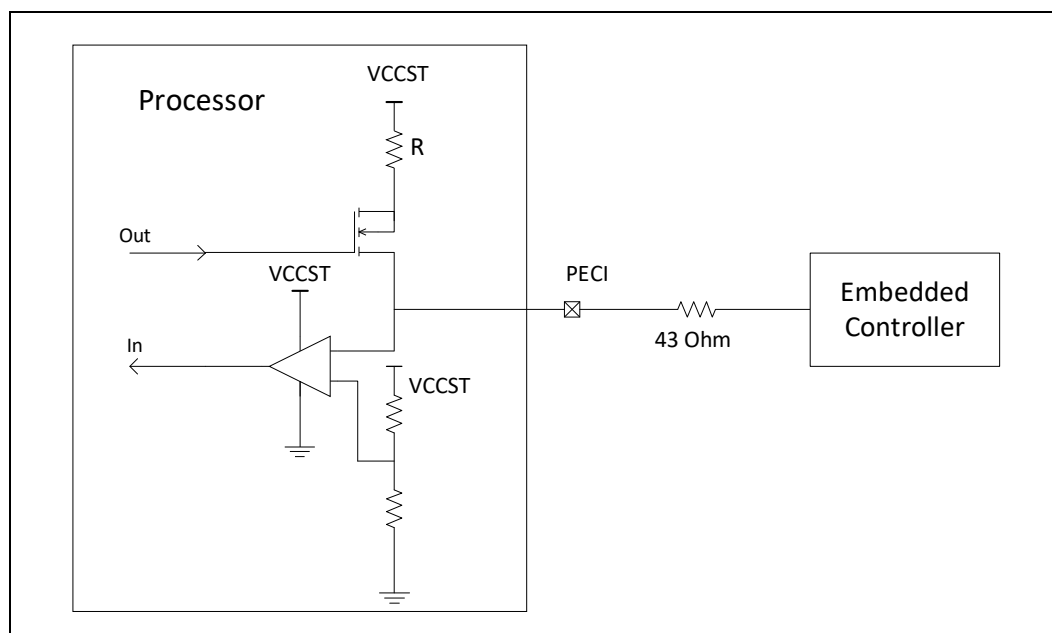 VCCST
Processor
R
Out
VCCST
PECI
Embedded
Controller
In
43 Ohm
VCCST